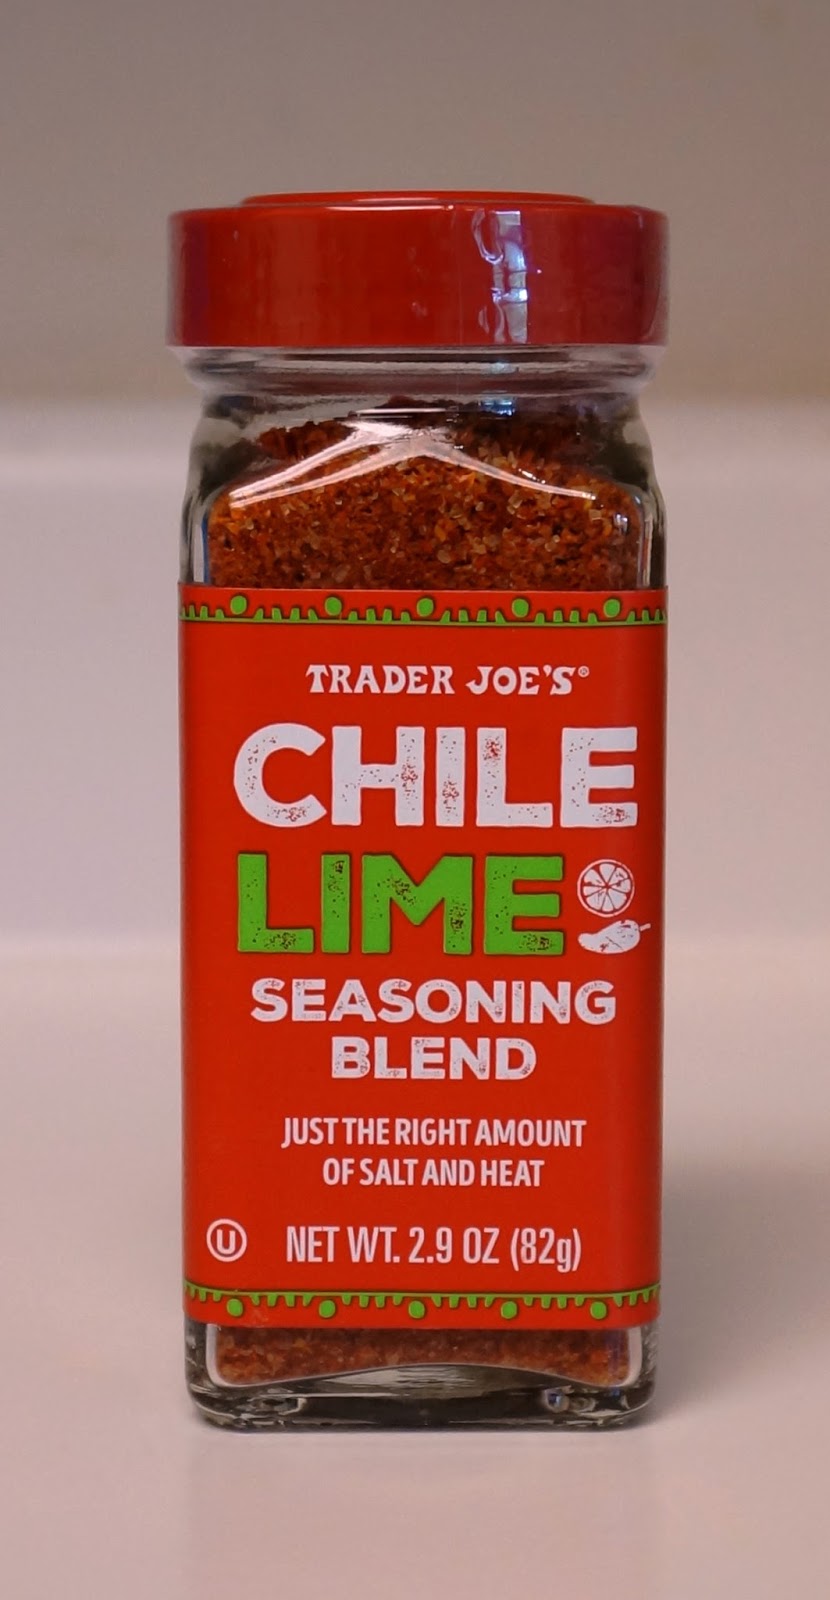 TRADER JOE'S®
CHILE
LIME
SEASONING
BLEND
JUST THE RIGHT AMOUNT
OF SALT AND HEAT
U NET WT. 2.9 OZ (82g)